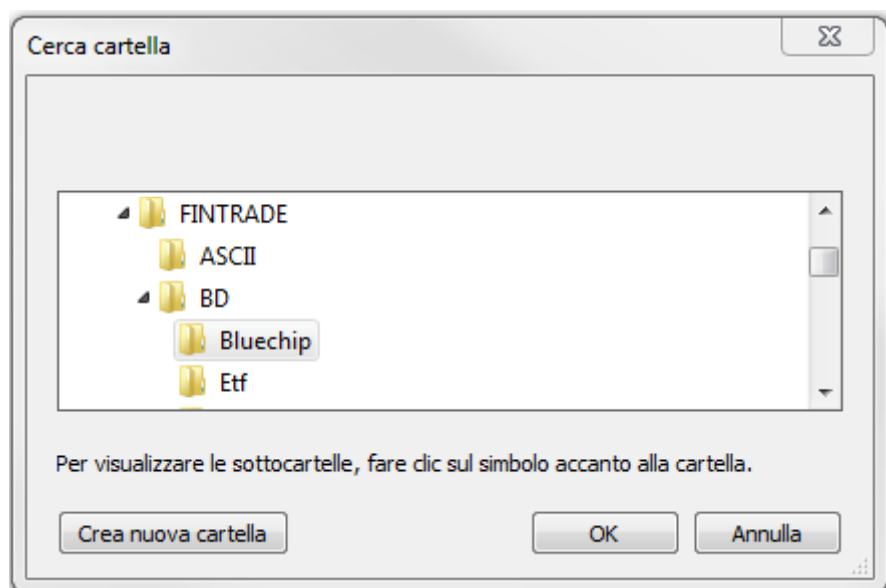 Cerca cartella
FINTRADE
ASCII
BD
Bluechip
Etf
Per visualizzare le sottocartelle, fare clic sul simbolo accanto alla cartella.
Crea nuova cartella OK Annulla